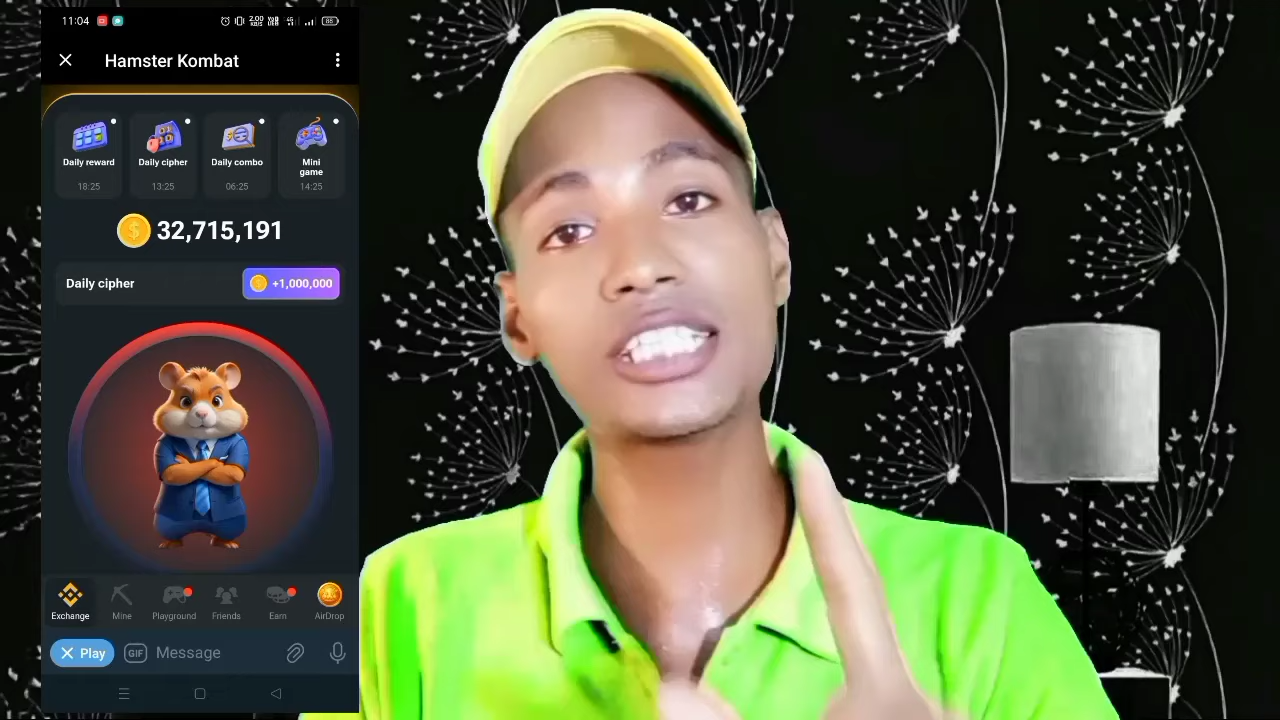 11:04
88
Hamster Kombat
Daily reward
Daily cipher
Daily combo
Mini
game
18:25
13:25
06:25
14:25
$ 32,715,191
Daily cipher
+1,000,000
Exchange
Mine
Playground
Friends
Earn
AirDrop
Play
GIF
Message